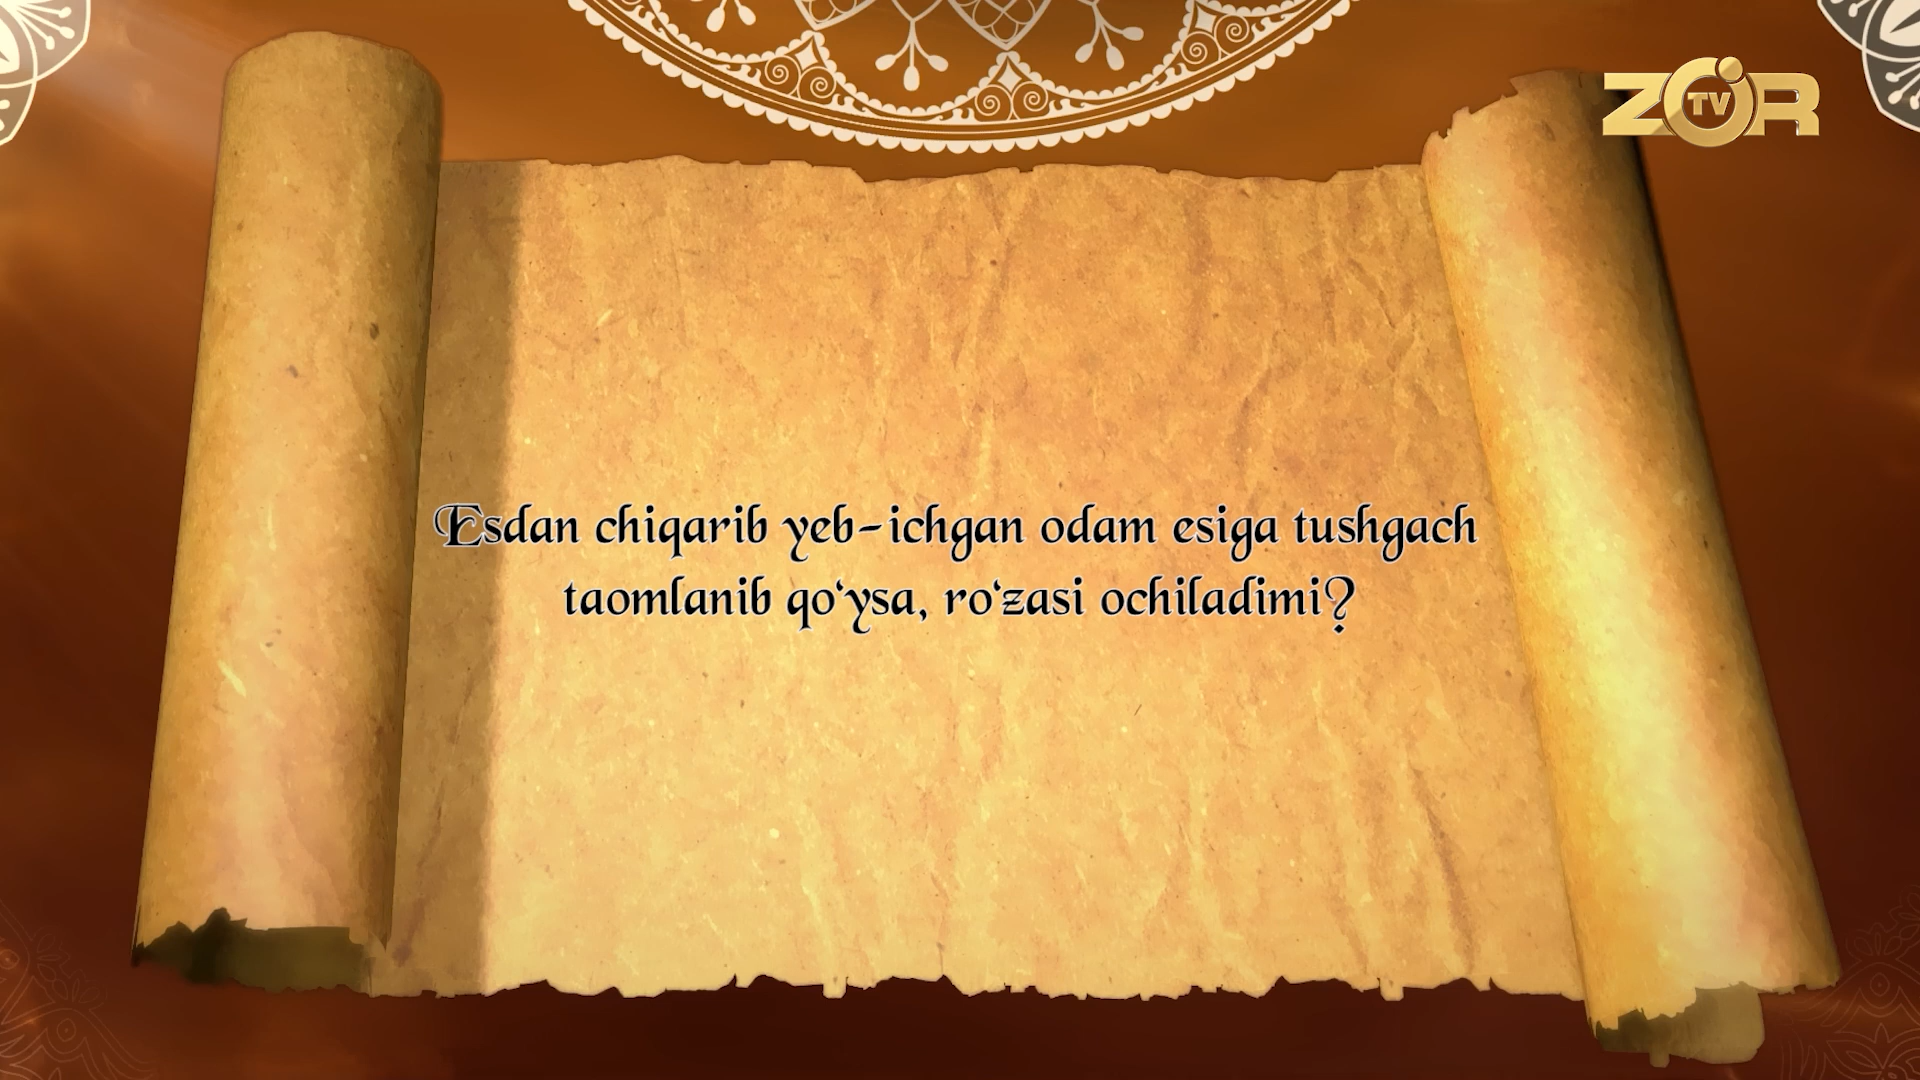 ZOR TV
Esdan chiqarib yeb-ichgan odam esiga tushgach
taomlanib qo‘ysa, ro‘zasi ochiladimi?